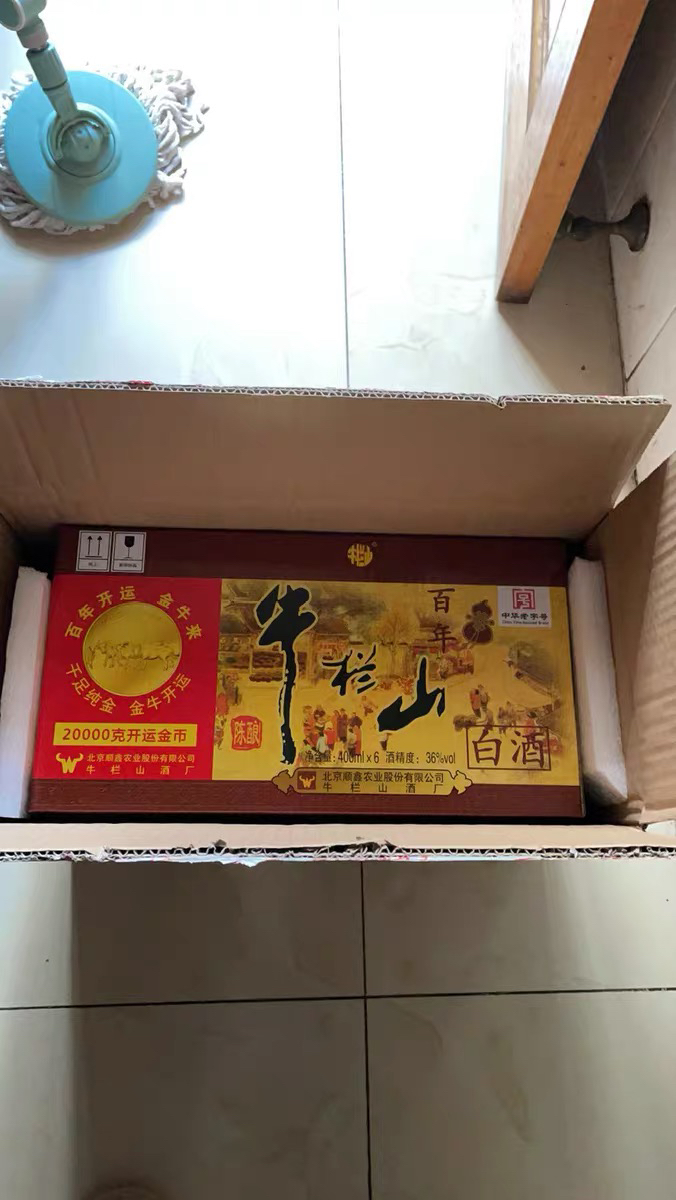 向上
百年开运 金牛来
千足纯金 金牛开运
20000克开运金币
北京顺鑫农业股份有限公司
牛栏山酒厂
牛栏山
百年
陈酿
中华老字号
白酒
净含量: 400ml×6 酒精度: 36%vol
北京顺鑫农业股份有限公司
牛栏山酒厂